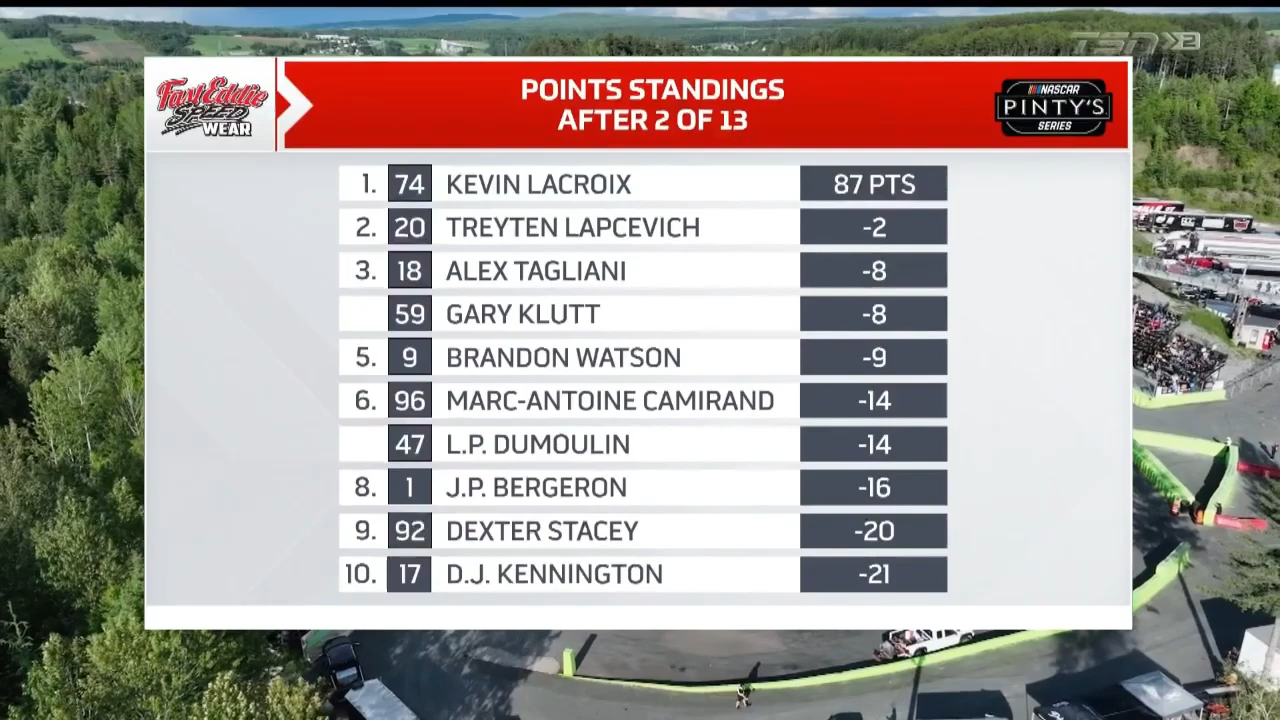 TSN 2
Fast Eddie
SPEED
WEAR
POINTS STANDINGS
AFTER 2 OF 13
NASCAR
PINTY'S
SERIES
1. 74 KEVIN LACROIX 87 PTS
2. 20 TREYTEN LAPCEVICH -2
3. 18 ALEX TAGLIANI -8
59 GARY KLUTT -8
5. 9 BRANDON WATSON -9
6. 96 MARC-ANTOINE CAMIRAND -14
47 L.P. DUMOULIN -14
8. 1 J.P. BERGERON -16
9. 92 DEXTER STACEY -20
10. 17 D.J. KENNINGTON -21